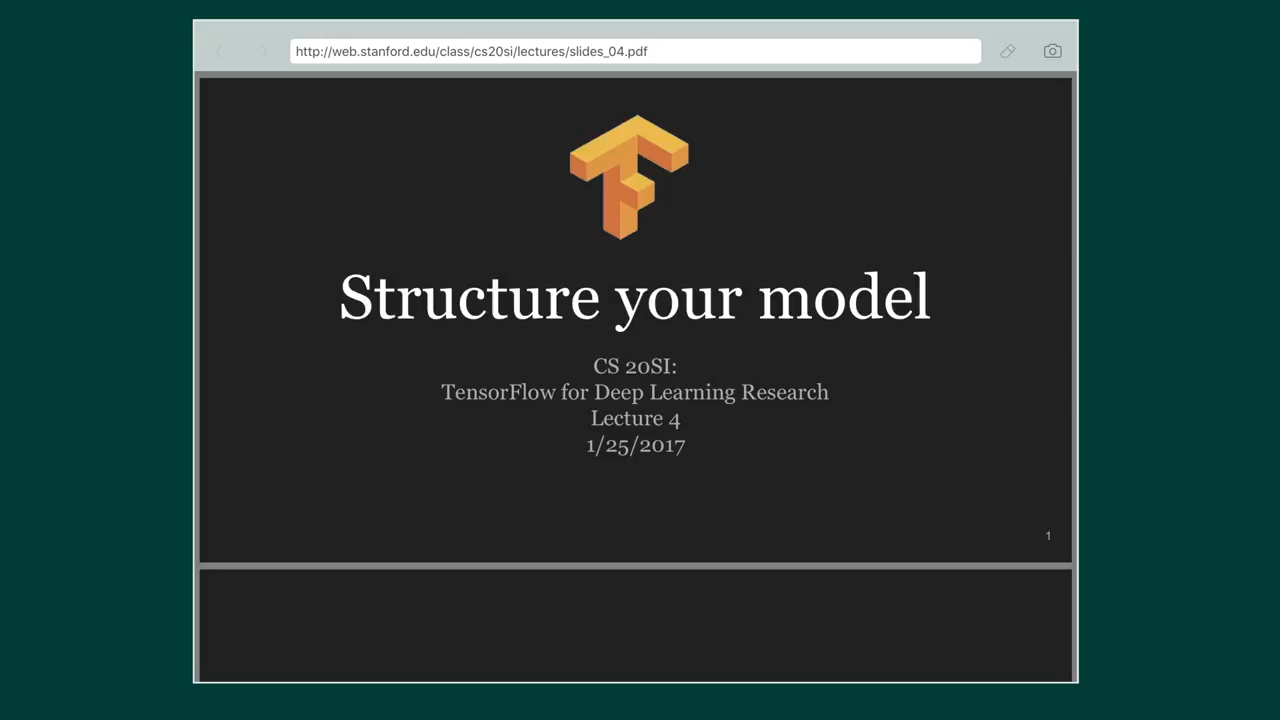 http://web.stanford.edu/class/cs20si/lectures/slides_04.pdf
Structure your model
CS 20SI:
TensorFlow for Deep Learning Research
Lecture 4
1/25/2017
1